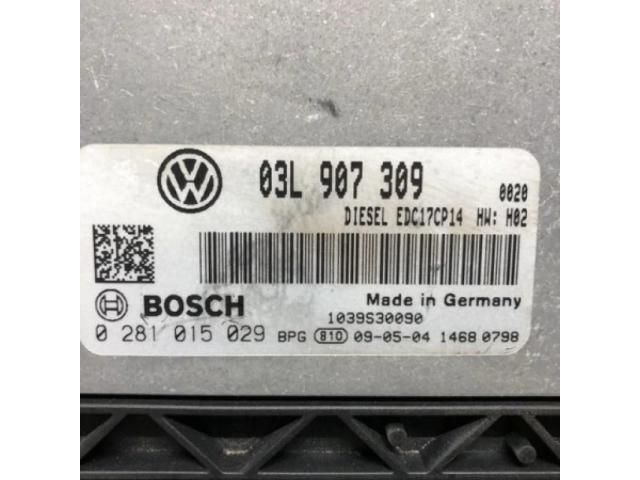 03L 907 309
0020
DIESEL EDC17CP14 HW: H02
BOSCH
Made in Germany
1039S30090
0 281 015 029 BPG 810 09-05-04 1468 0798